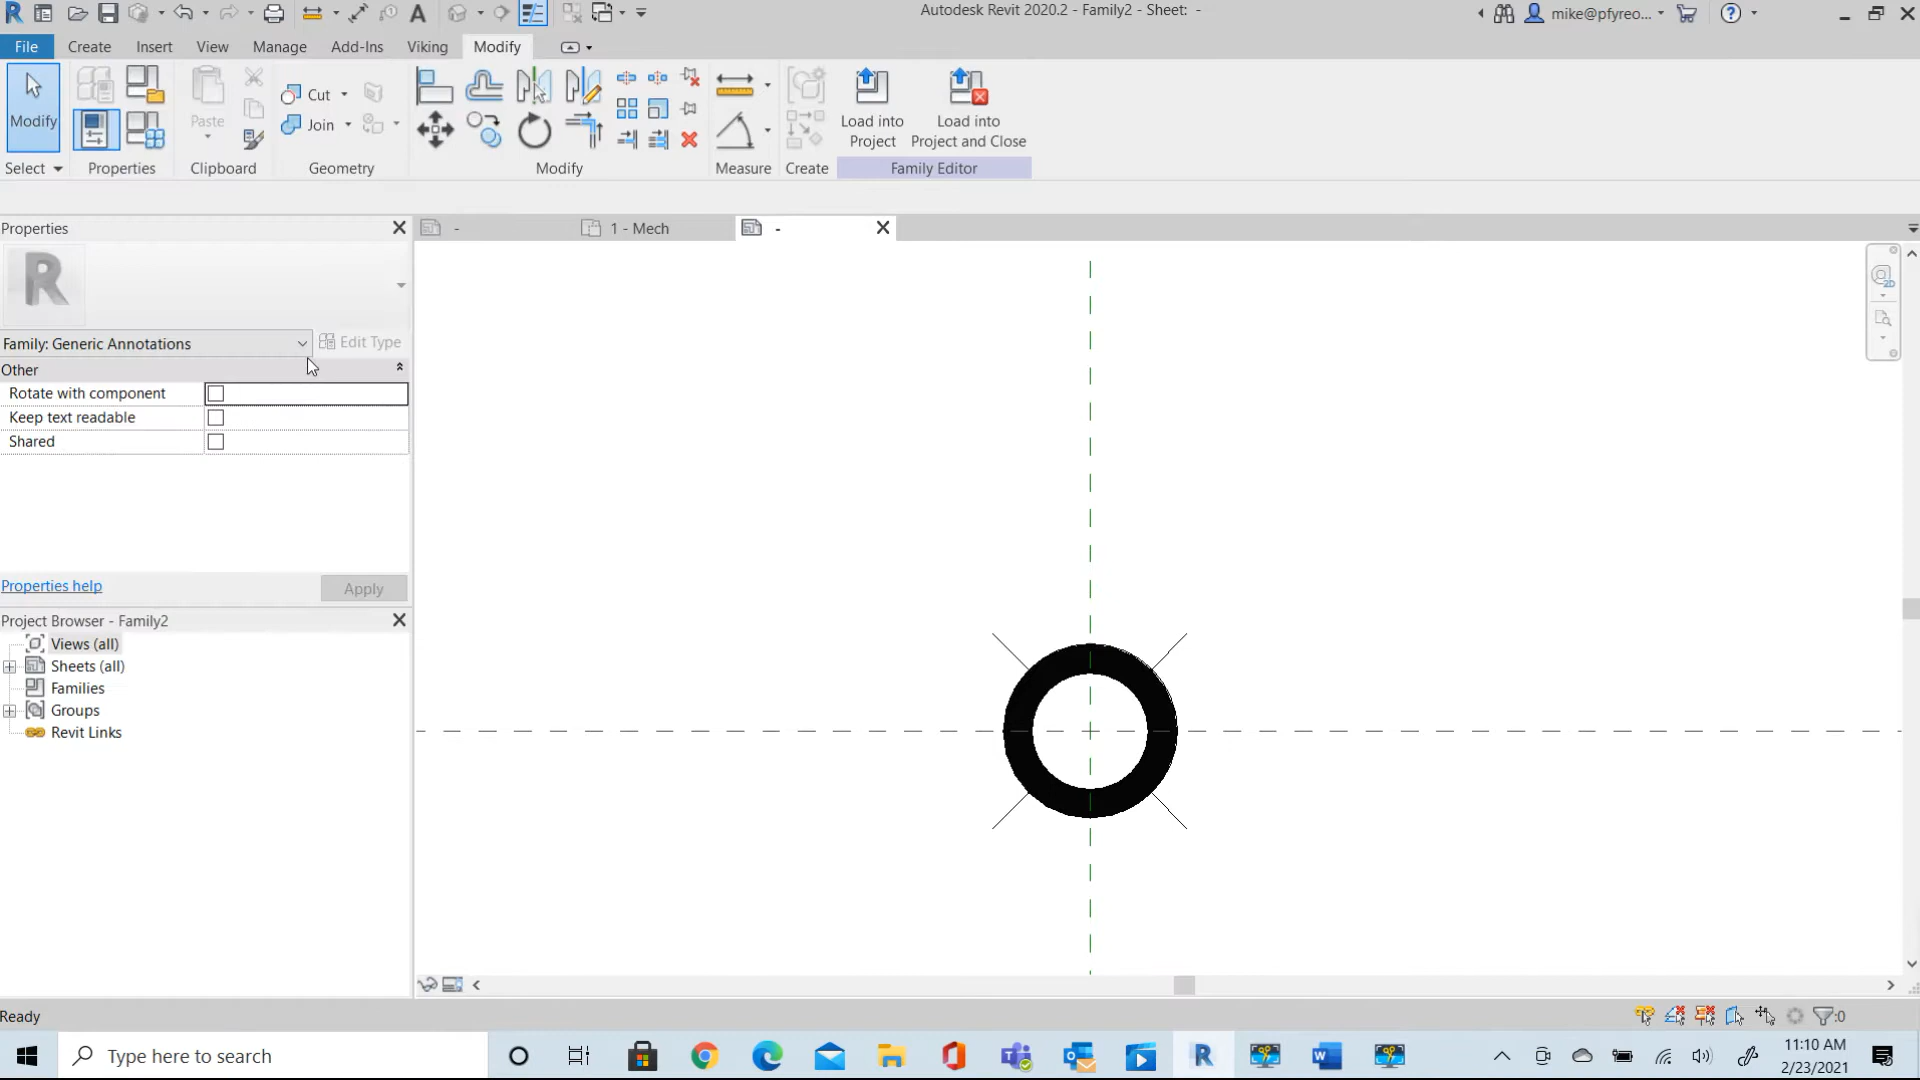 Autodesk Revit 2020.2 - Family2 - Sheet:  -
mike@pfyreo...
File Create Insert View Manage Add-Ins Viking Modify
Modify
Paste
Cut
Join
Load into
Project
Load into
Project and Close
Select Properties Clipboard Geometry Modify Measure Create Family Editor
Properties
- 1 - Mech -
R
Family: Generic Annotations
Edit Type
Other
Rotate with component
Keep text readable
Shared
2D
Properties help
Apply
Project Browser - Family2
Views (all)
Sheets (all)
Families
Groups
Revit Links
Ready
:0
Type here to search
11:10 AM
2/23/2021